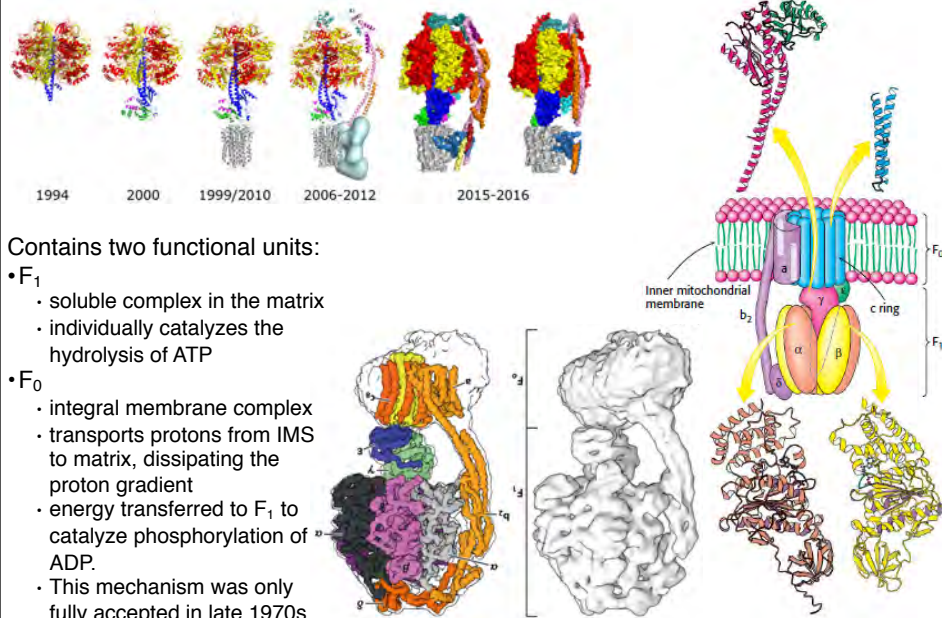 1994
2000
1999/2010
2006-2012
2015-2016
Contains two functional units:
•F₁
· soluble complex in the matrix
· individually catalyzes the
hydrolysis of ATP
•F₀
· integral membrane complex
· transports protons from IMS
to matrix, dissipating the
proton gradient
· energy transferred to F₁ to
catalyze phosphorylation of
ADP.
· This mechanism was only
fully accepted in late 1970s
Inner mitochondrial
membrane
a
b₂
γ
ε
c ring
α
β
δ
F₀
F₁
a
ε
γ
α
β
α
b₂
δ
F₀
F₁